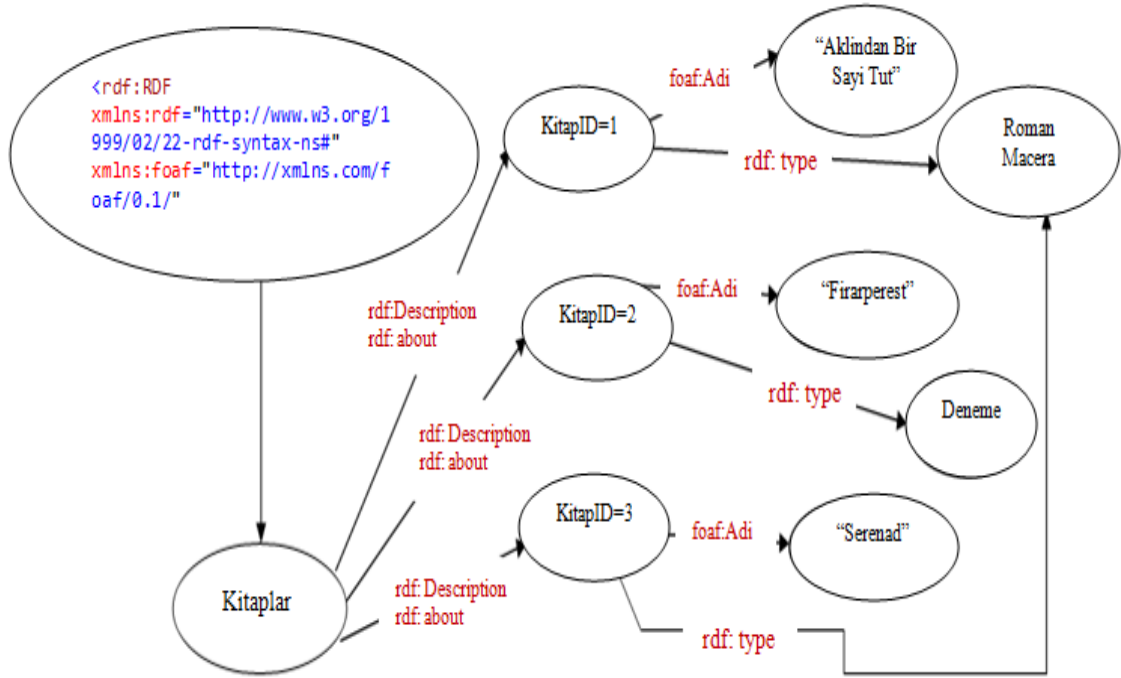 <rdf:RDF
xmlns:rdf="http://www.w3.org/1
999/02/22-rdf-syntax-ns#"
xmlns:foaf="http://xmlns.com/f
oaf/0.1/"
Kitaplar
rdf:Description
rdf: about
KitapID=1
foaf:Adi
“Aklindan Bir
Sayi Tut”
rdf: type
Roman
Macera
rdf: Description
rdf: about
KitapID=2
foaf:Adi
“Firarperest”
rdf: type
Deneme
rdf: Description
rdf: about
KitapID=3
foaf:Adi
“Serenad”
rdf: type